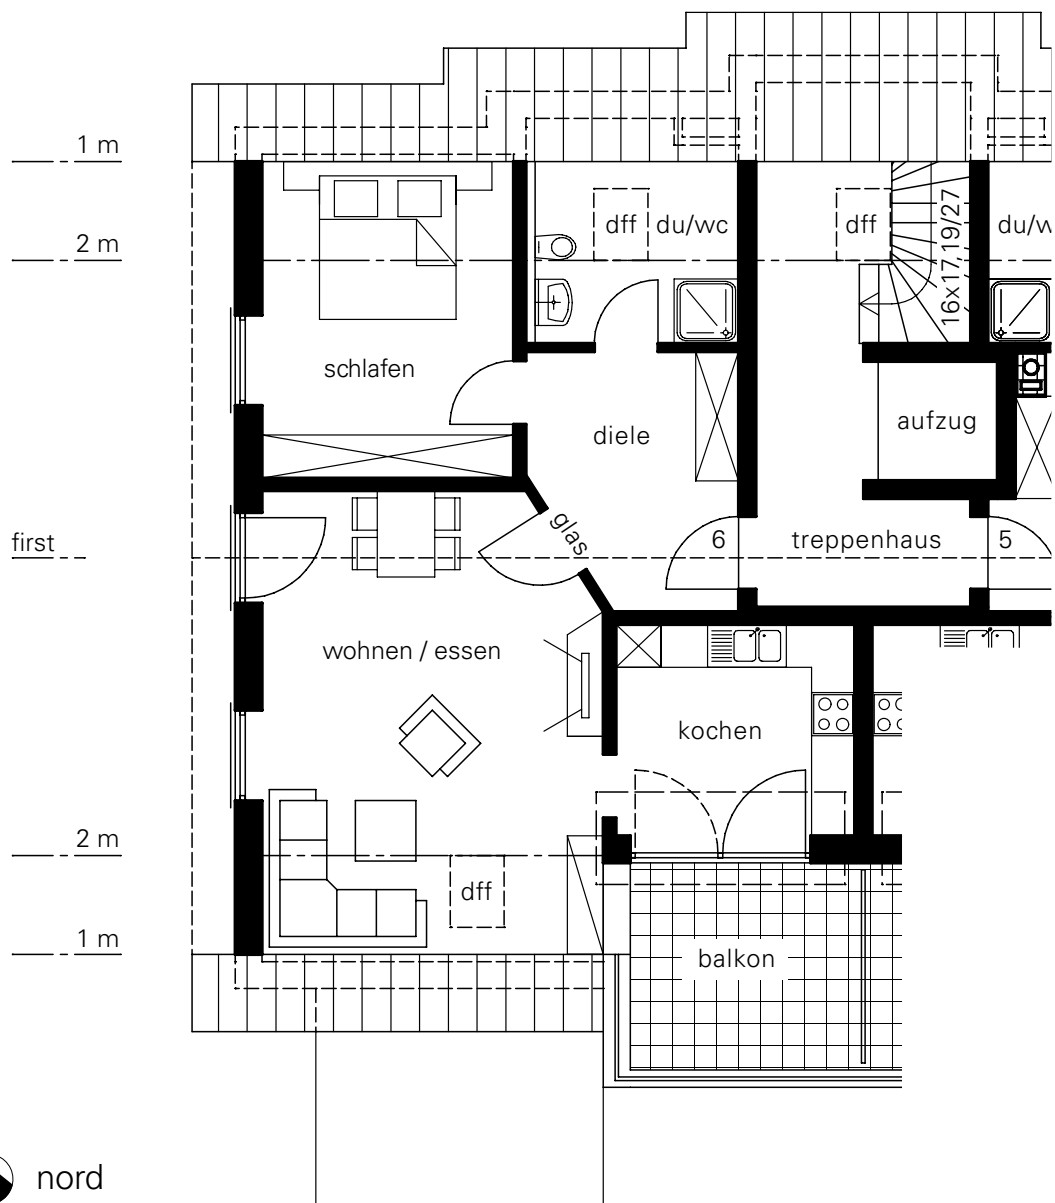 1 m
2 m
dff
du/wc
dff
16x17,19/27
du/w
schlafen
aufzug
diele
glas
first
6
treppenhaus
5
wohnen / essen
kochen
2 m
dff
1 m
balkon
nord